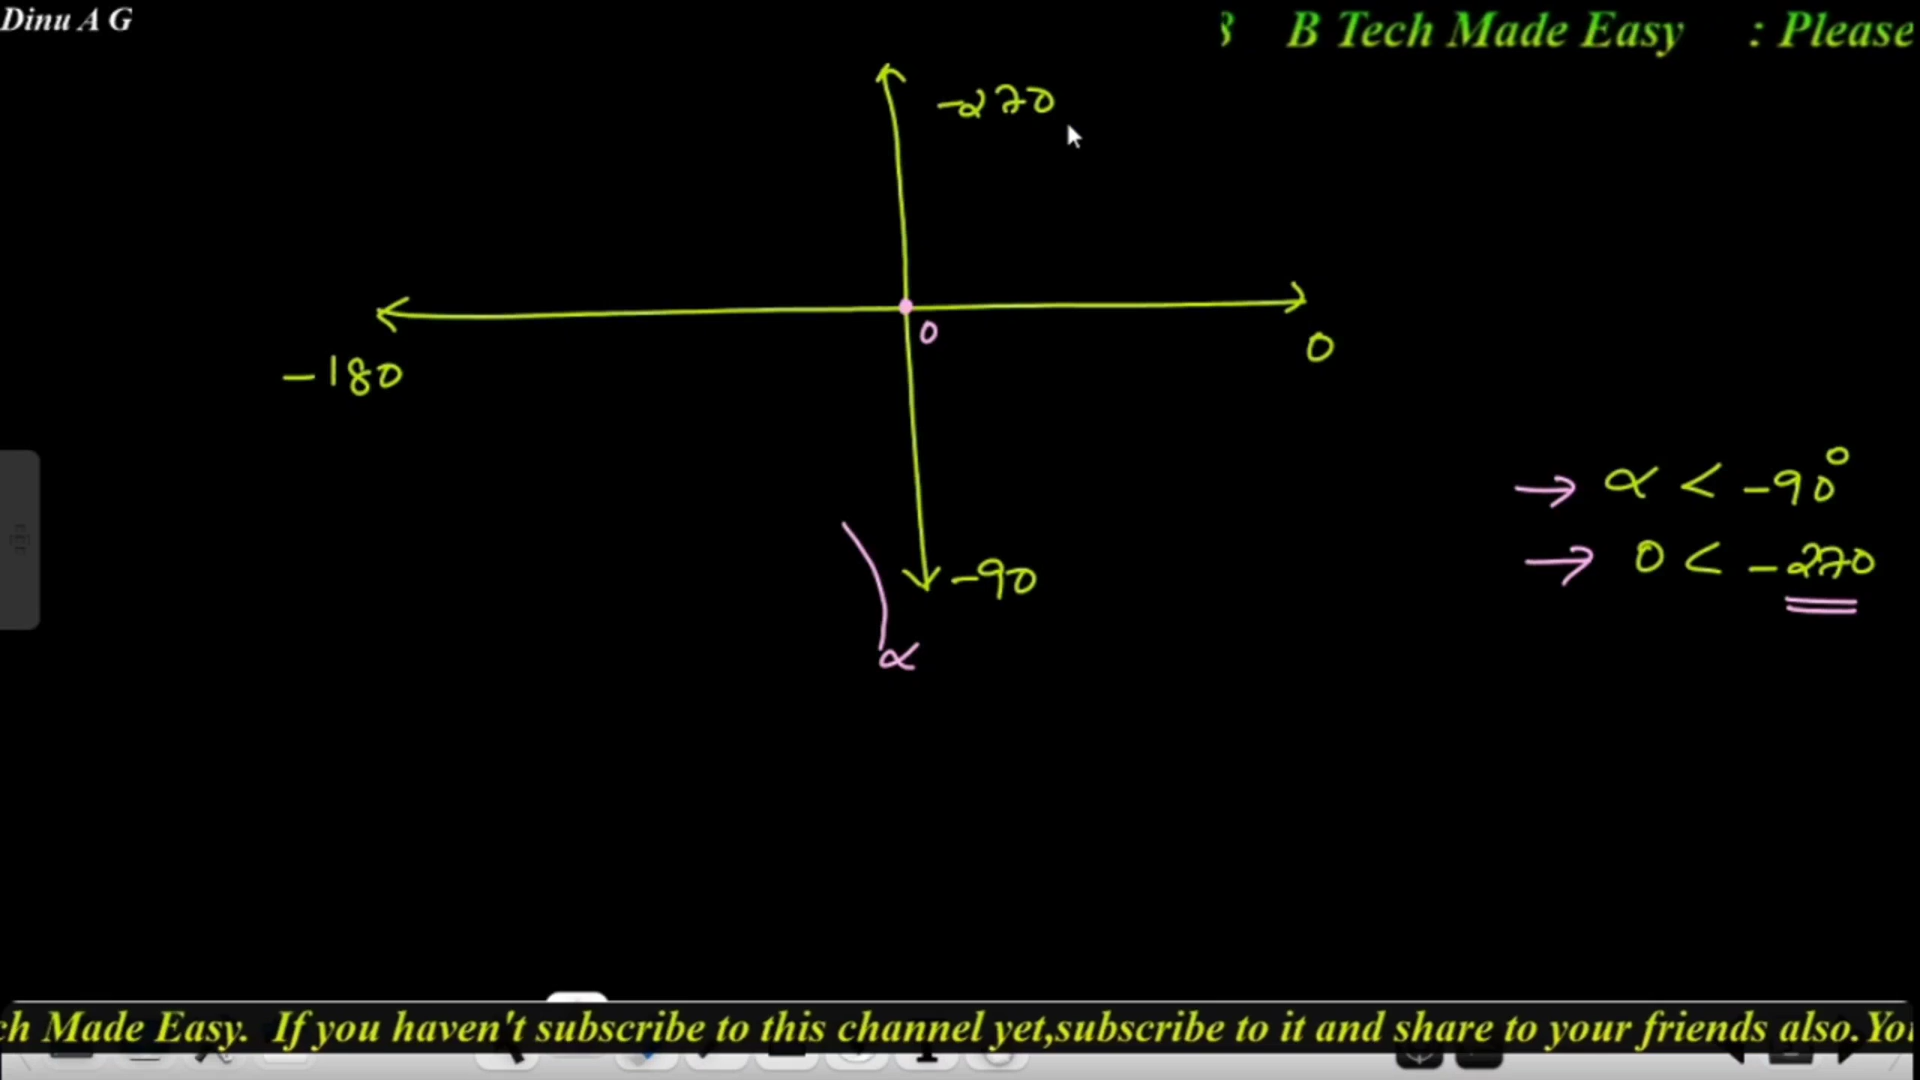 Dinu A G
B Tech Made Easy : Please
-270
0
0
-180
-90
α
→ α < -90°
→ 0 < -270
ch Made Easy. If you haven't subscribe to this channel yet,subscribe to it and share to your friends also.You